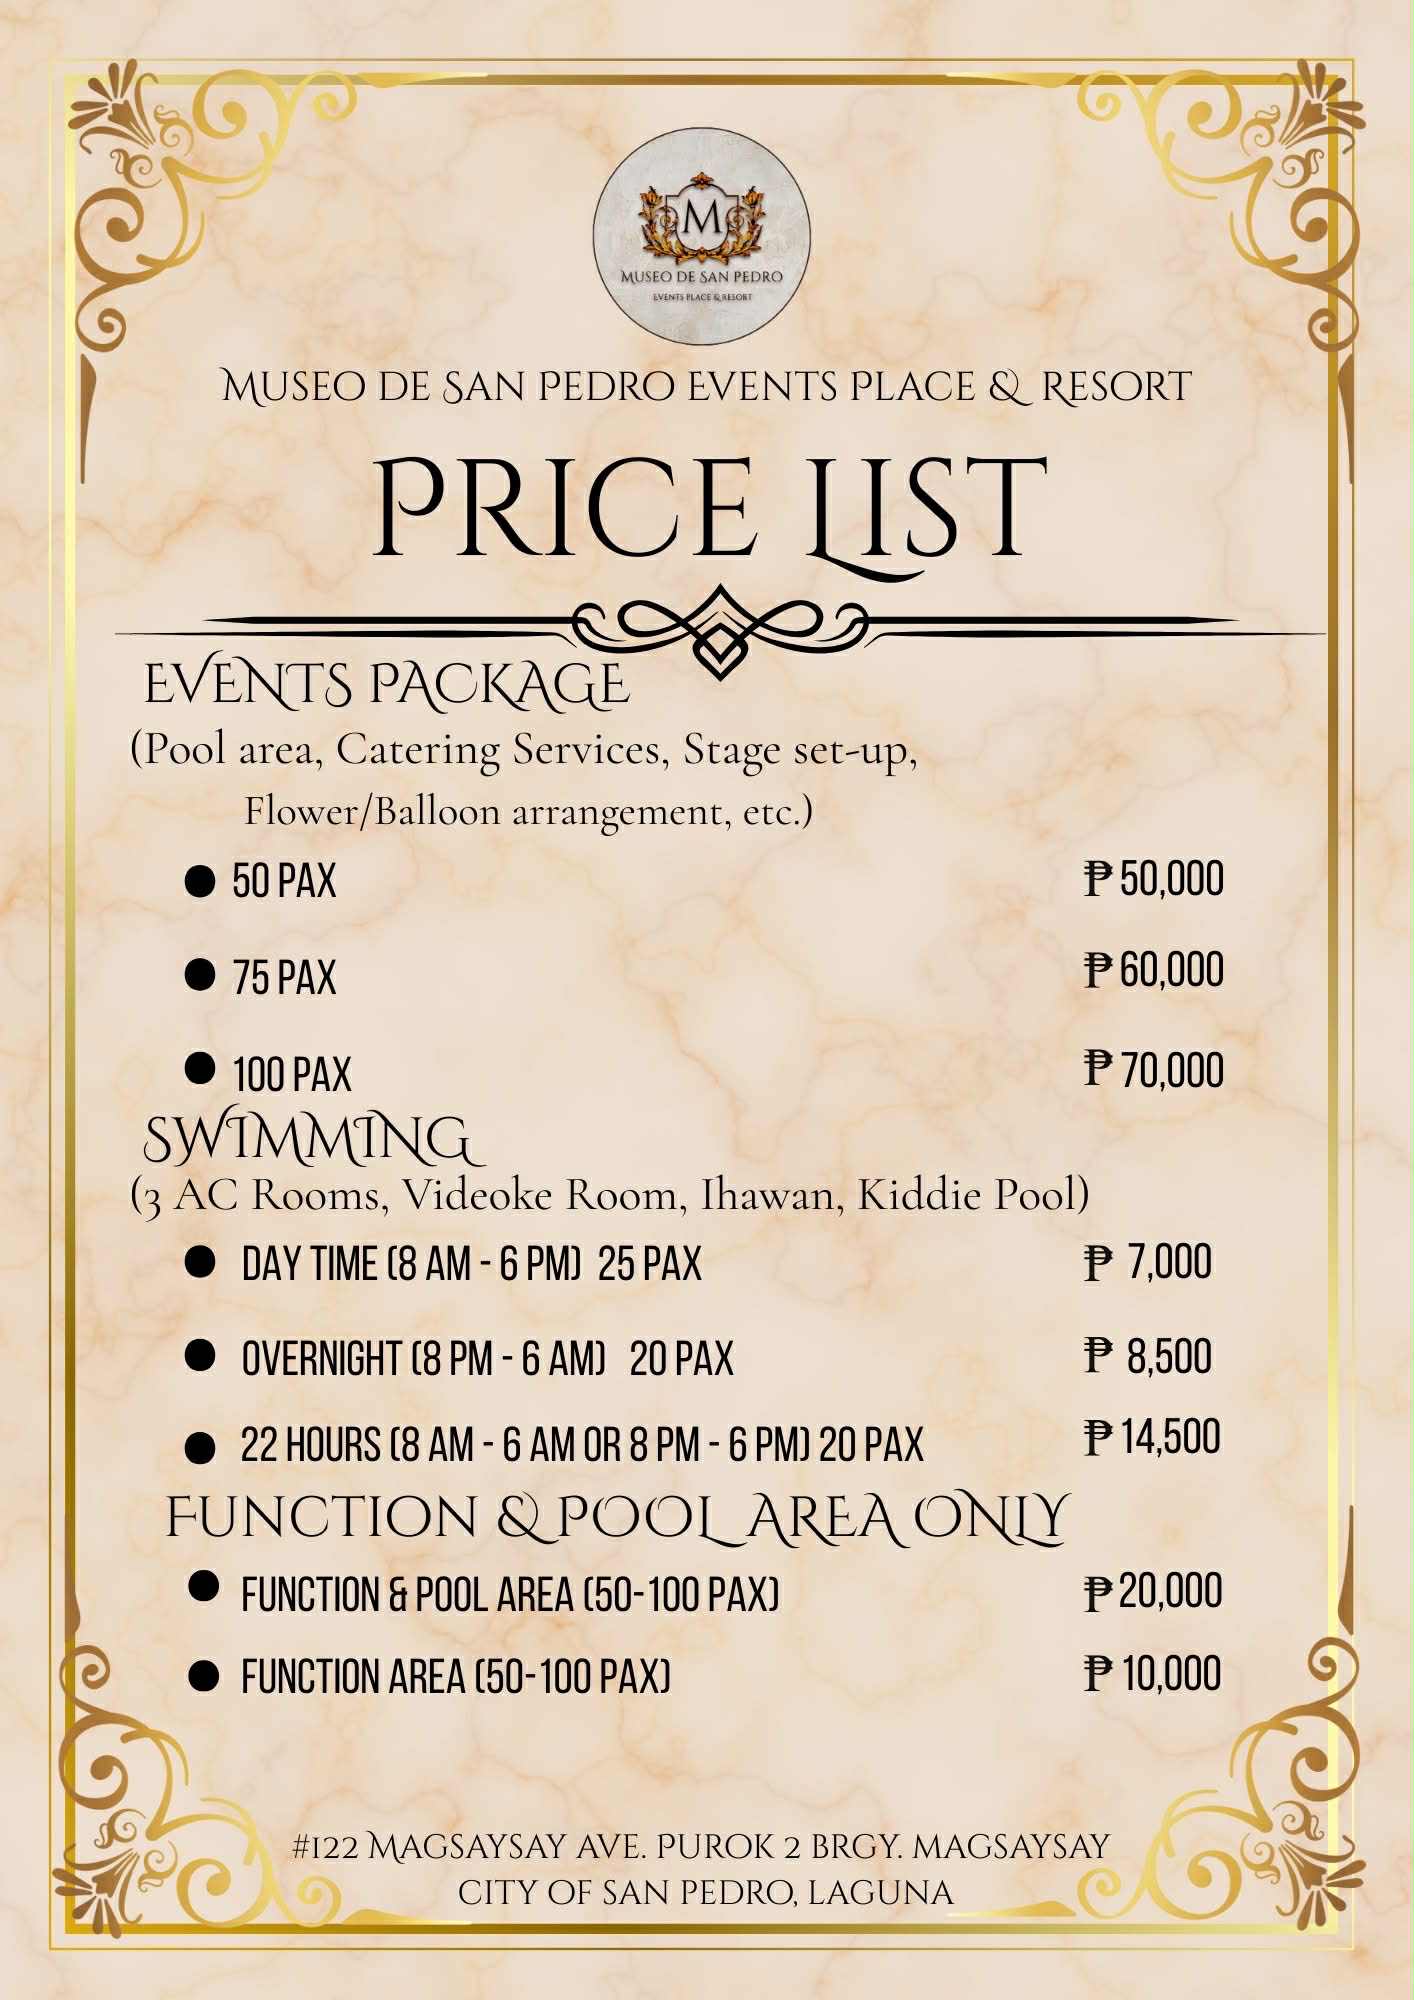 M
MUSEO DE SAN PEDRO
EVENTS PLACE & RESORT
MUSEO DE SAN PEDRO EVENTS PLACE & RESORT
PRICE LIST
EVENTS PACKAGE
(Pool area, Catering Services, Stage set-up,
Flower/Balloon arrangement, etc.)
● 50 PAX ₱ 50,000
● 75 PAX ₱ 60,000
● 100 PAX ₱ 70,000
SWIMMING
(3 AC Rooms, Videoke Room, Ihawan, Kiddie Pool)
● DAY TIME (8 AM - 6 PM) 25 PAX ₱ 7,000
● OVERNIGHT (8 PM - 6 AM) 20 PAX ₱ 8,500
● 22 HOURS (8 AM - 6 AM OR 8 PM - 6 PM) 20 PAX ₱ 14,500
FUNCTION & POOL AREA ONLY
● FUNCTION & POOL AREA (50-100 PAX) ₱ 20,000
● FUNCTION AREA (50-100 PAX) ₱ 10,000
#122 MAGSAYSAY AVE. PUROK 2 BRGY. MAGSAYSAY
CITY OF SAN PEDRO, LAGUNA